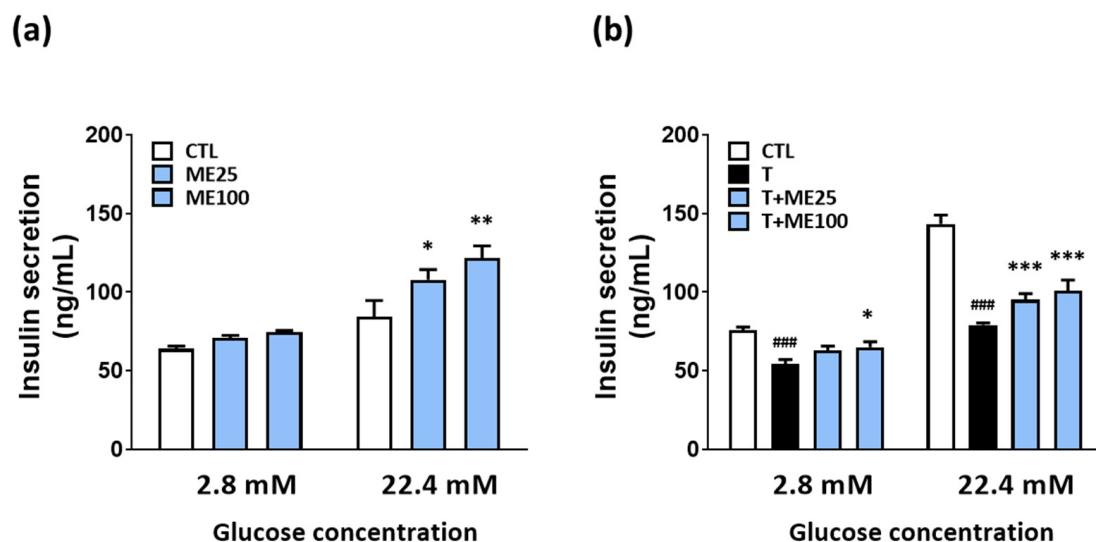 (a)
200
150
100
50
0
Insulin secretion
(ng/mL)
CTL
ME25
ME100
*
**
2.8 mM
22.4 mM
Glucose concentration
(b)
200
150
100
50
0
Insulin secretion
(ng/mL)
CTL
T
T+ME25
T+ME100
###
*
###
***
***
2.8 mM
22.4 mM
Glucose concentration